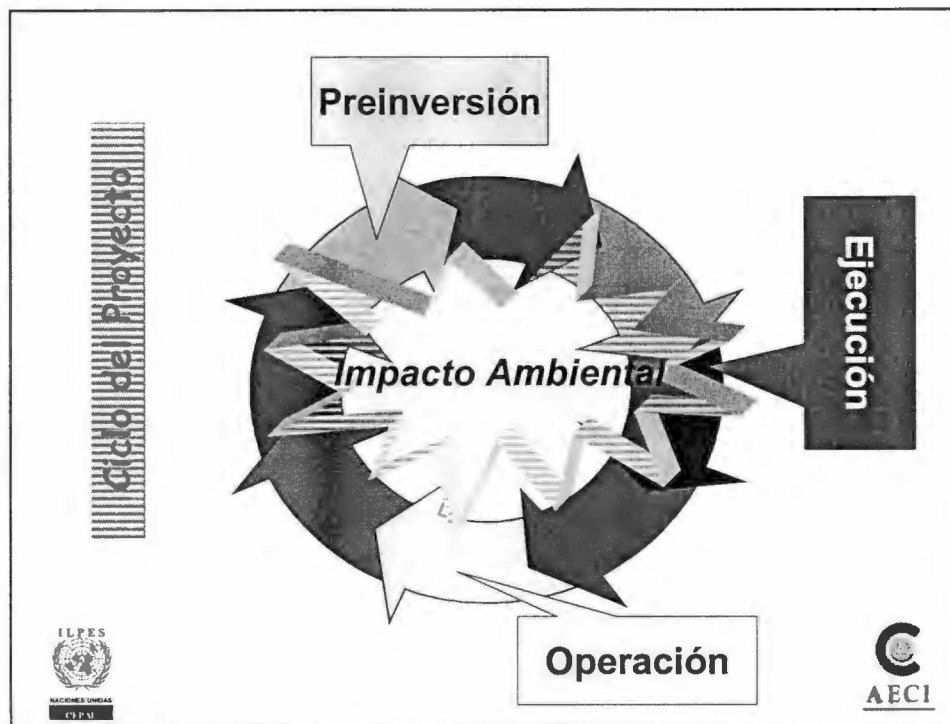 Preinversión
Ciclo del Proyecto
Ejecución
Impacto Ambiental
Operación
ILPES
NACIONES UNIDAS
CEPAL
AECI